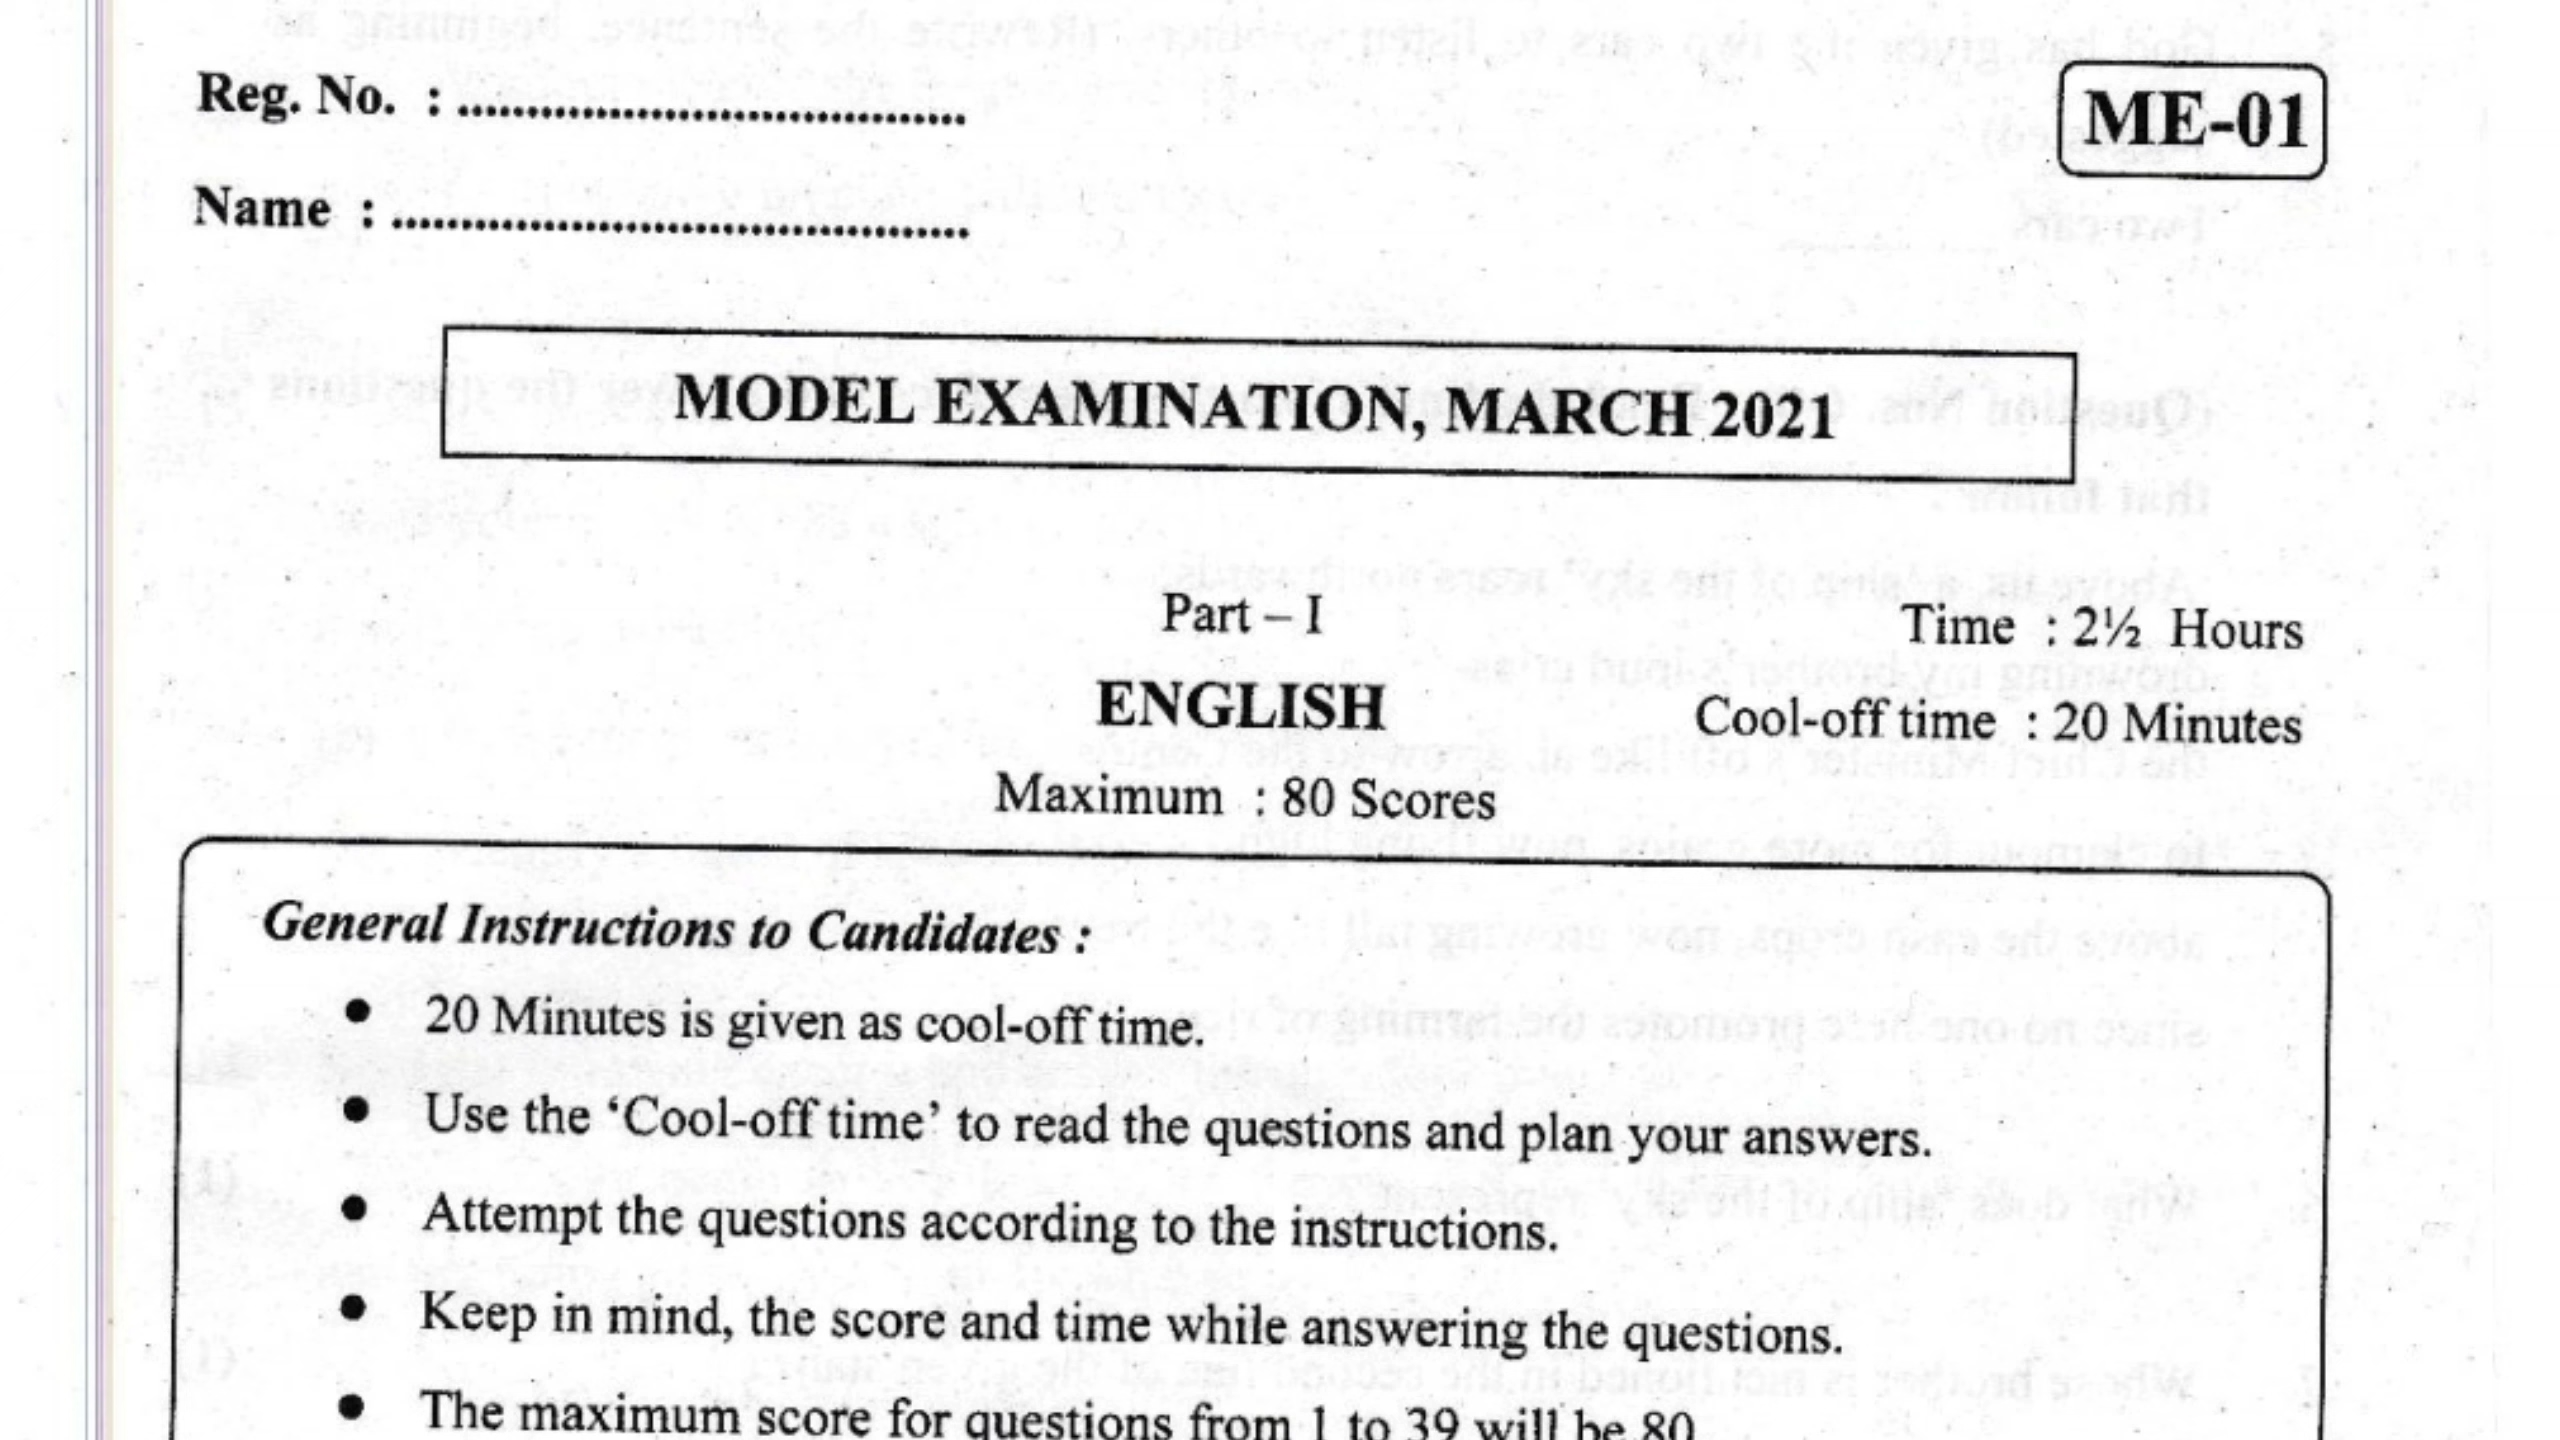 Reg. No. : ..............................................
ME-01
Name : ....................................................
MODEL EXAMINATION, MARCH 2021
Part – I
Time : 2½ Hours
ENGLISH
Cool-off time : 20 Minutes
Maximum : 80 Scores
General Instructions to Candidates :
● 20 Minutes is given as cool-off time.
● Use the ‘Cool-off time’ to read the questions and plan your answers.
● Attempt the questions according to the instructions.
● Keep in mind, the score and time while answering the questions.
● The maximum score for questions from 1 to 39 will be 80